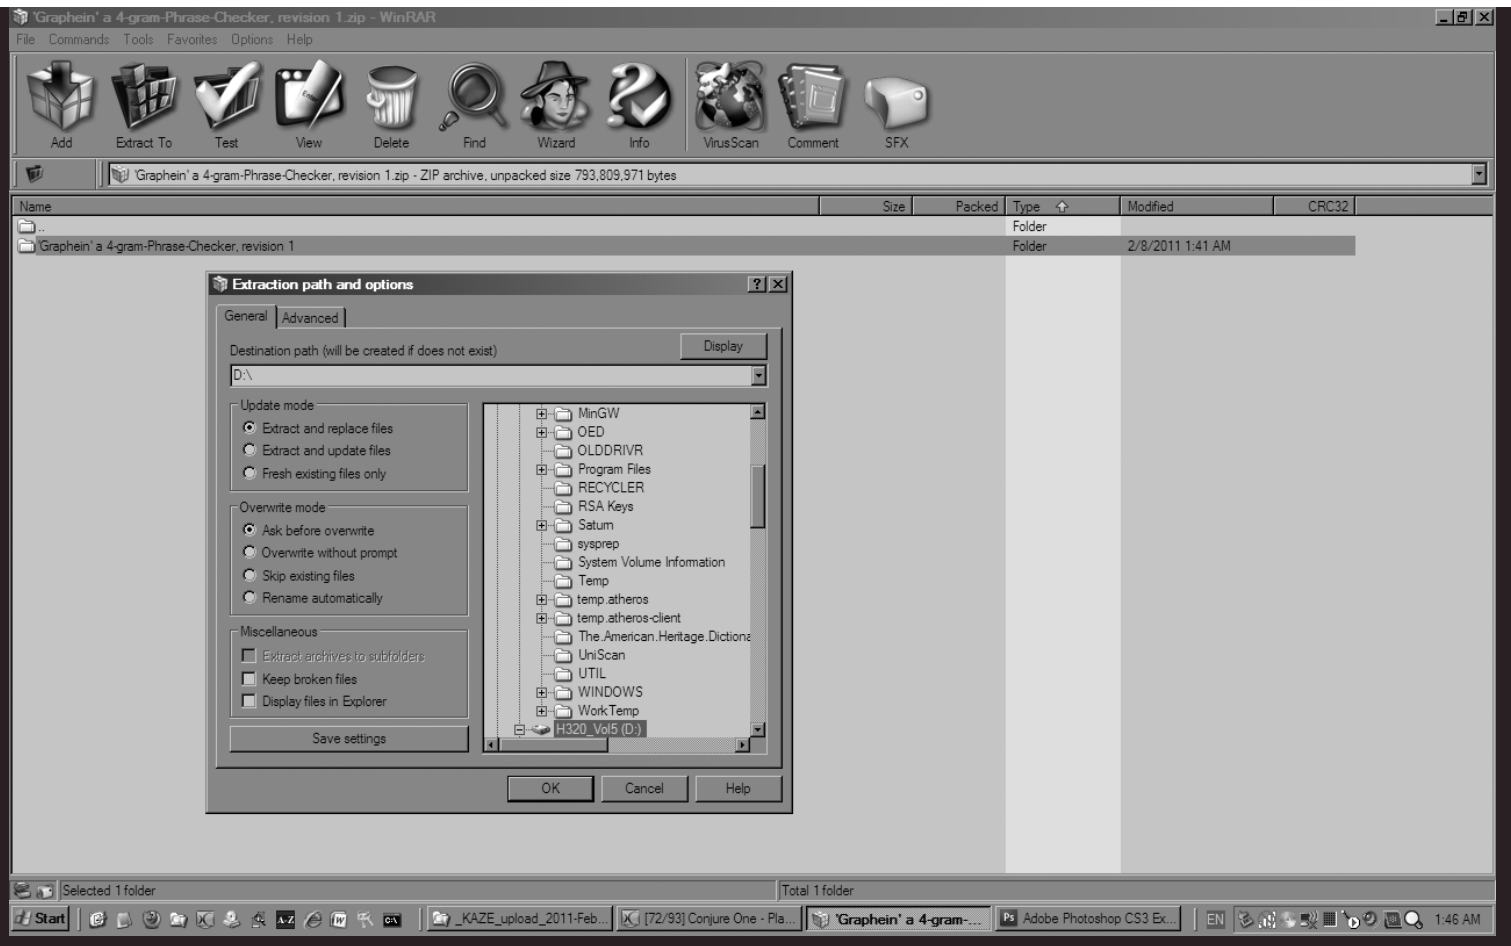 'Graphein' a 4-gram-Phrase-Checker, revision 1.zip - WinRAR
File Commands Tools Favorites Options Help
Add Extract To Test View Delete Find Wizard Info VirusScan Comment SFX
'Graphein' a 4-gram-Phrase-Checker, revision 1.zip - ZIP archive, unpacked size 793,809,971 bytes
Name Size Packed Type Modified CRC32
.. Folder
'Graphein' a 4-gram-Phrase-Checker, revision 1 Folder 2/8/2011 1:41 AM
Extraction path and options
General Advanced
Destination path (will be created if does not exist) Display
D:\
Update mode
Extract and replace files
Extract and update files
Fresh existing files only
Overwrite mode
Ask before overwrite
Overwrite without prompt
Skip existing files
Rename automatically
Miscellaneous
Extract archives to subfolders
Keep broken files
Display files in Explorer
Save settings
MinGW
OED
OLDDRIVR
Program Files
RECYCLER
RSA Keys
Saturn
sysprep
System Volume Information
Temp
temp.atheros
temp.atheros-client
The.American.Heritage.Dictiona
UniScan
UTIL
WINDOWS
WorkTemp
H320_Vol5 (D:)
OK Cancel Help
Selected 1 folder Total 1 folder
Start _KAZE_upload_2011-Feb... [72/93] Conjure One - Pla... 'Graphein' a 4-gram-... Adobe Photoshop CS3 Ex... EN 1:46 AM